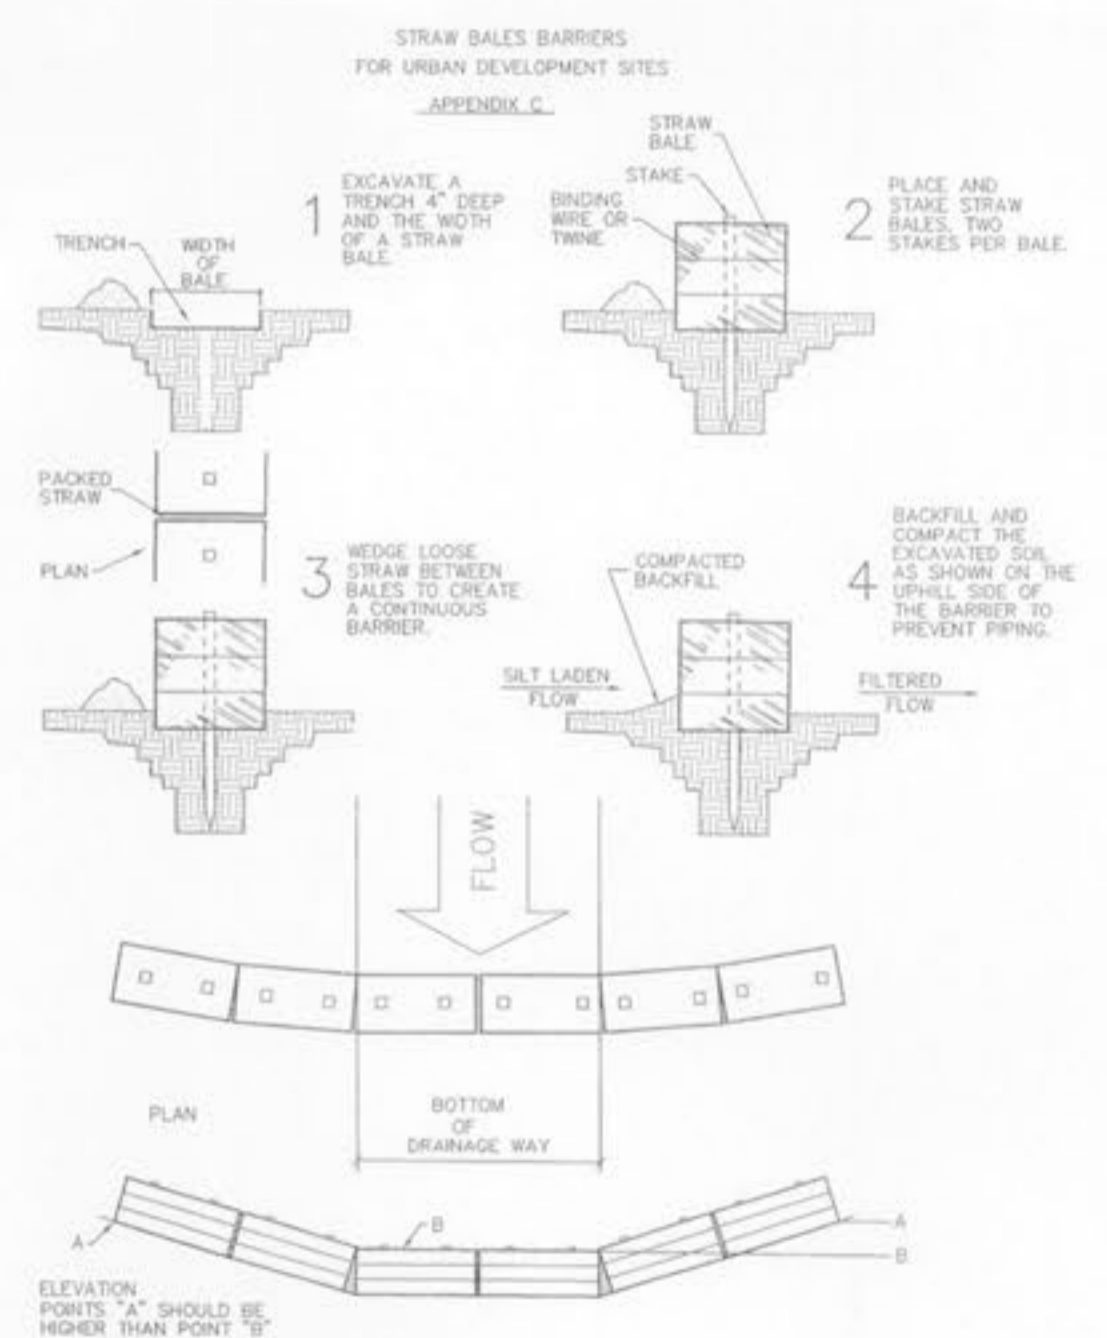 STRAW BALES BARRIERS
FOR URBAN DEVELOPMENT SITES
APPENDIX C
1
EXCAVATE A
TRENCH 4" DEEP
AND THE WIDTH
OF A STRAW
BALE.
TRENCH
WIDTH
OF
BALE
STRAW
BALE
STAKE
BINDING
WIRE OR
TWINE
2
PLACE AND
STAKE STRAW
BALES, TWO
STAKES PER BALE.
PACKED
STRAW
PLAN
3
WEDGE LOOSE
STRAW BETWEEN
BALES TO CREATE
A CONTINUOUS
BARRIER.
COMPACTED
BACKFILL
4
BACKFILL AND
COMPACT THE
EXCAVATED SOIL
AS SHOWN ON THE
UPHILL SIDE OF
THE BARRIER TO
PREVENT PIPING.
SILT LADEN
FLOW
FILTERED
FLOW
FLOW
PLAN
BOTTOM
OF
DRAINAGE WAY
A
B
A
B
ELEVATION
POINTS "A" SHOULD BE
HIGHER THAN POINT "B"